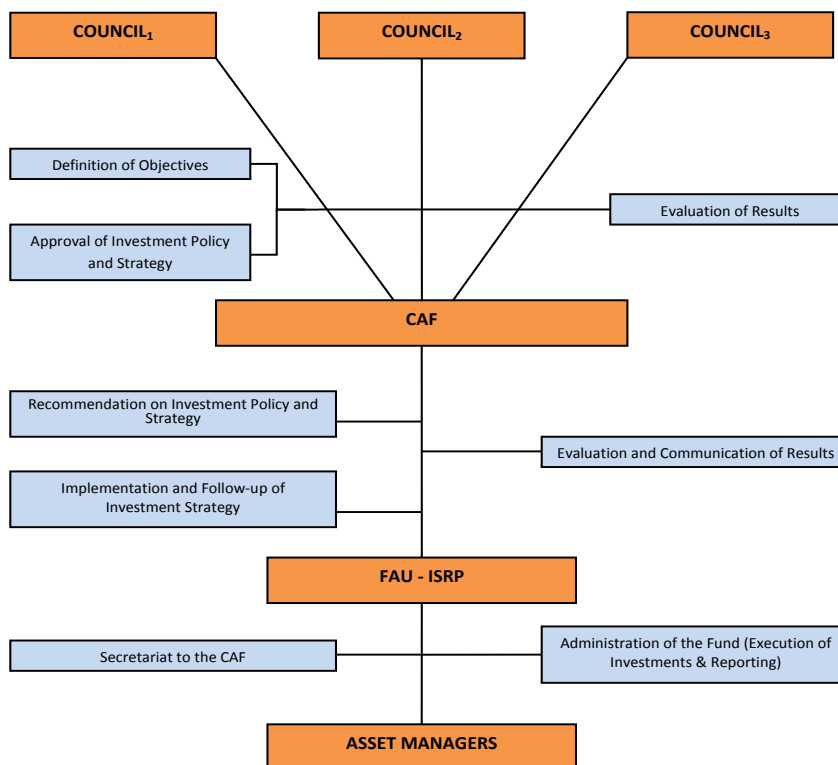 COUNCIL₁
COUNCIL₂
COUNCIL₃
Definition of Objectives
Evaluation of Results
Approval of Investment Policy
and Strategy
CAF
Recommendation on Investment Policy and
Strategy
Evaluation and Communication of Results
Implementation and Follow-up of
Investment Strategy
FAU - ISRP
Secretariat to the CAF
Administration of the Fund (Execution of
Investments & Reporting)
ASSET MANAGERS